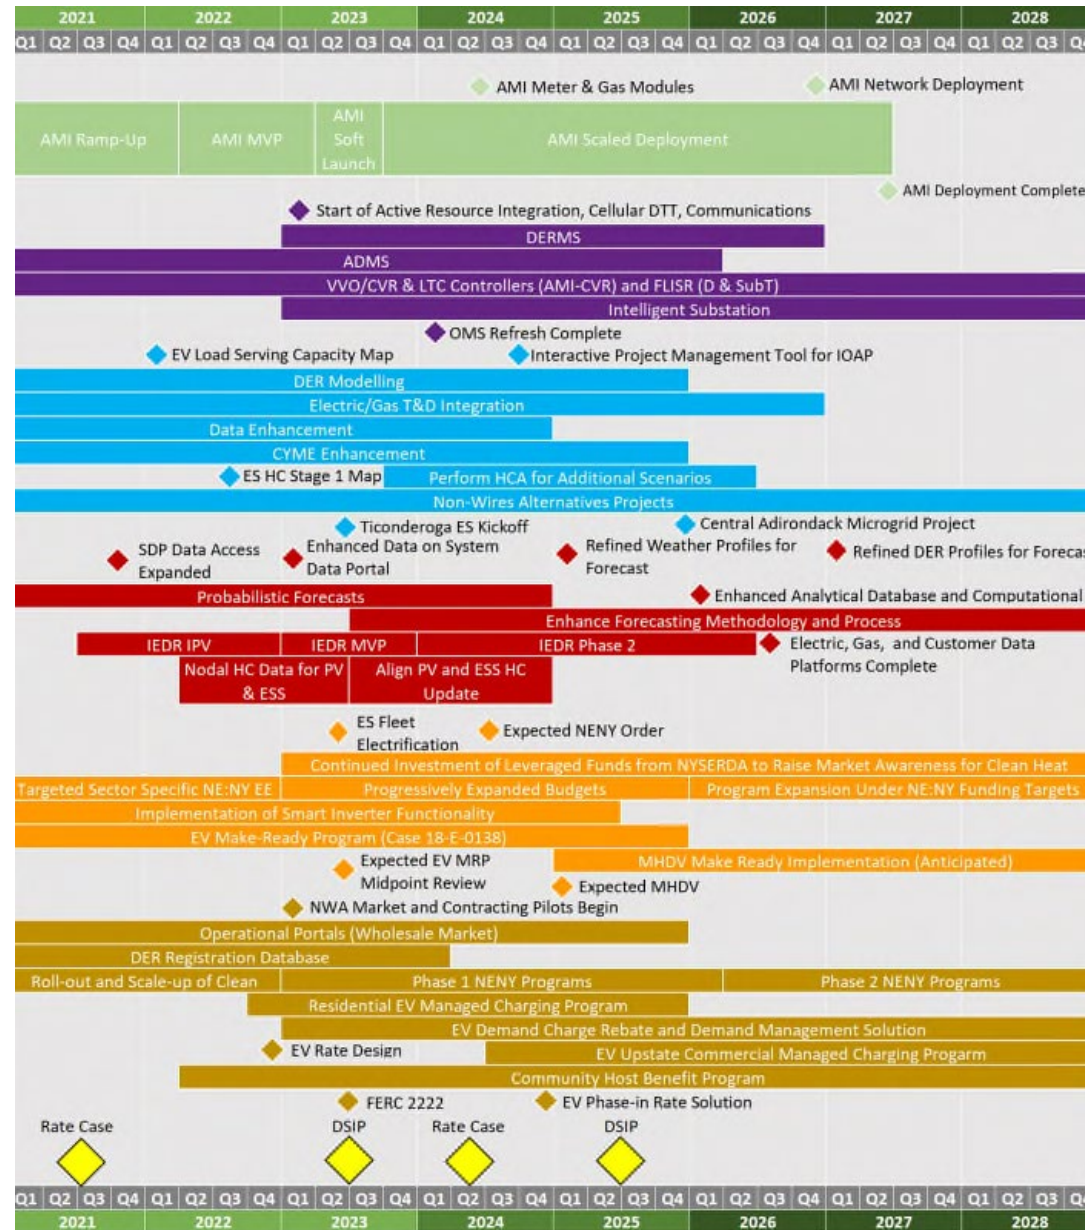 2021 2022 2023 2024 2025 2026 2027 2028
Q1 Q2 Q3 Q4 Q1 Q2 Q3 Q4 Q1 Q2 Q3 Q4 Q1 Q2 Q3 Q4 Q1 Q2 Q3 Q4 Q1 Q2 Q3 Q4 Q1 Q2 Q3 Q4 Q1 Q2 Q3 Q4
AMI Meter & Gas Modules
AMI Network Deployment
AMI Ramp-Up
AMI MVP
AMI
Soft
Launch
AMI Scaled Deployment
AMI Deployment Complete
Start of Active Resource Integration, Cellular DTT, Communications
DERMS
ADMS
VVO/CVR & LTC Controllers (AMI-CVR) and FLISR (D & SubT)
Intelligent Substation
OMS Refresh Complete
EV Load Serving Capacity Map
Interactive Project Management Tool for IOAP
DER Modelling
Electric/Gas T&D Integration
Data Enhancement
CYME Enhancement
ES HC Stage 1 Map
Perform HCA for Additional Scenarios
Non-Wires Alternatives Projects
Ticonderoga ES Kickoff
Central Adirondack Microgrid Project
SDP Data Access
Expanded
Enhanced Data on System
Data Portal
Refined Weather Profiles for
Forecast
Refined DER Profiles for Forecas
Probabilistic Forecasts
Enhanced Analytical Database and Computational
Enhance Forecasting Methodology and Process
IEDR IPV
IEDR MVP
IEDR Phase 2
Electric, Gas, and Customer Data
Platforms Complete
Nodal HC Data for PV
& ESS
Align PV and ESS HC
Update
ES Fleet
Electrification
Expected NENY Order
Continued Investment of Leveraged Funds from NYSERDA to Raise Market Awareness for Clean Heat
Targeted Sector Specific NE:NY EE
Progressively Expanded Budgets
Program Expansion Under NE:NY Funding Targets
Implementation of Smart Inverter Functionality
EV Make-Ready Program (Case 18-E-0138)
Expected EV MRP
Midpoint Review
MHDV Make Ready Implementation (Anticipated)
Expected MHDV
NWA Market and Contracting Pilots Begin
Operational Portals (Wholesale Market)
DER Registration Database
Roll-out and Scale-up of Clean
Phase 1 NENY Programs
Phase 2 NENY Programs
Residential EV Managed Charging Program
EV Demand Charge Rebate and Demand Management Solution
EV Rate Design
EV Upstate Commercial Managed Charging Progarm
Community Host Benefit Program
FERC 2222
EV Phase-in Rate Solution
Rate Case
DSIP
Rate Case
DSIP
Q1 Q2 Q3 Q4 Q1 Q2 Q3 Q4 Q1 Q2 Q3 Q4 Q1 Q2 Q3 Q4 Q1 Q2 Q3 Q4 Q1 Q2 Q3 Q4 Q1 Q2 Q3 Q4 Q1 Q2 Q3 Q4
2021 2022 2023 2024 2025 2026 2027 2028